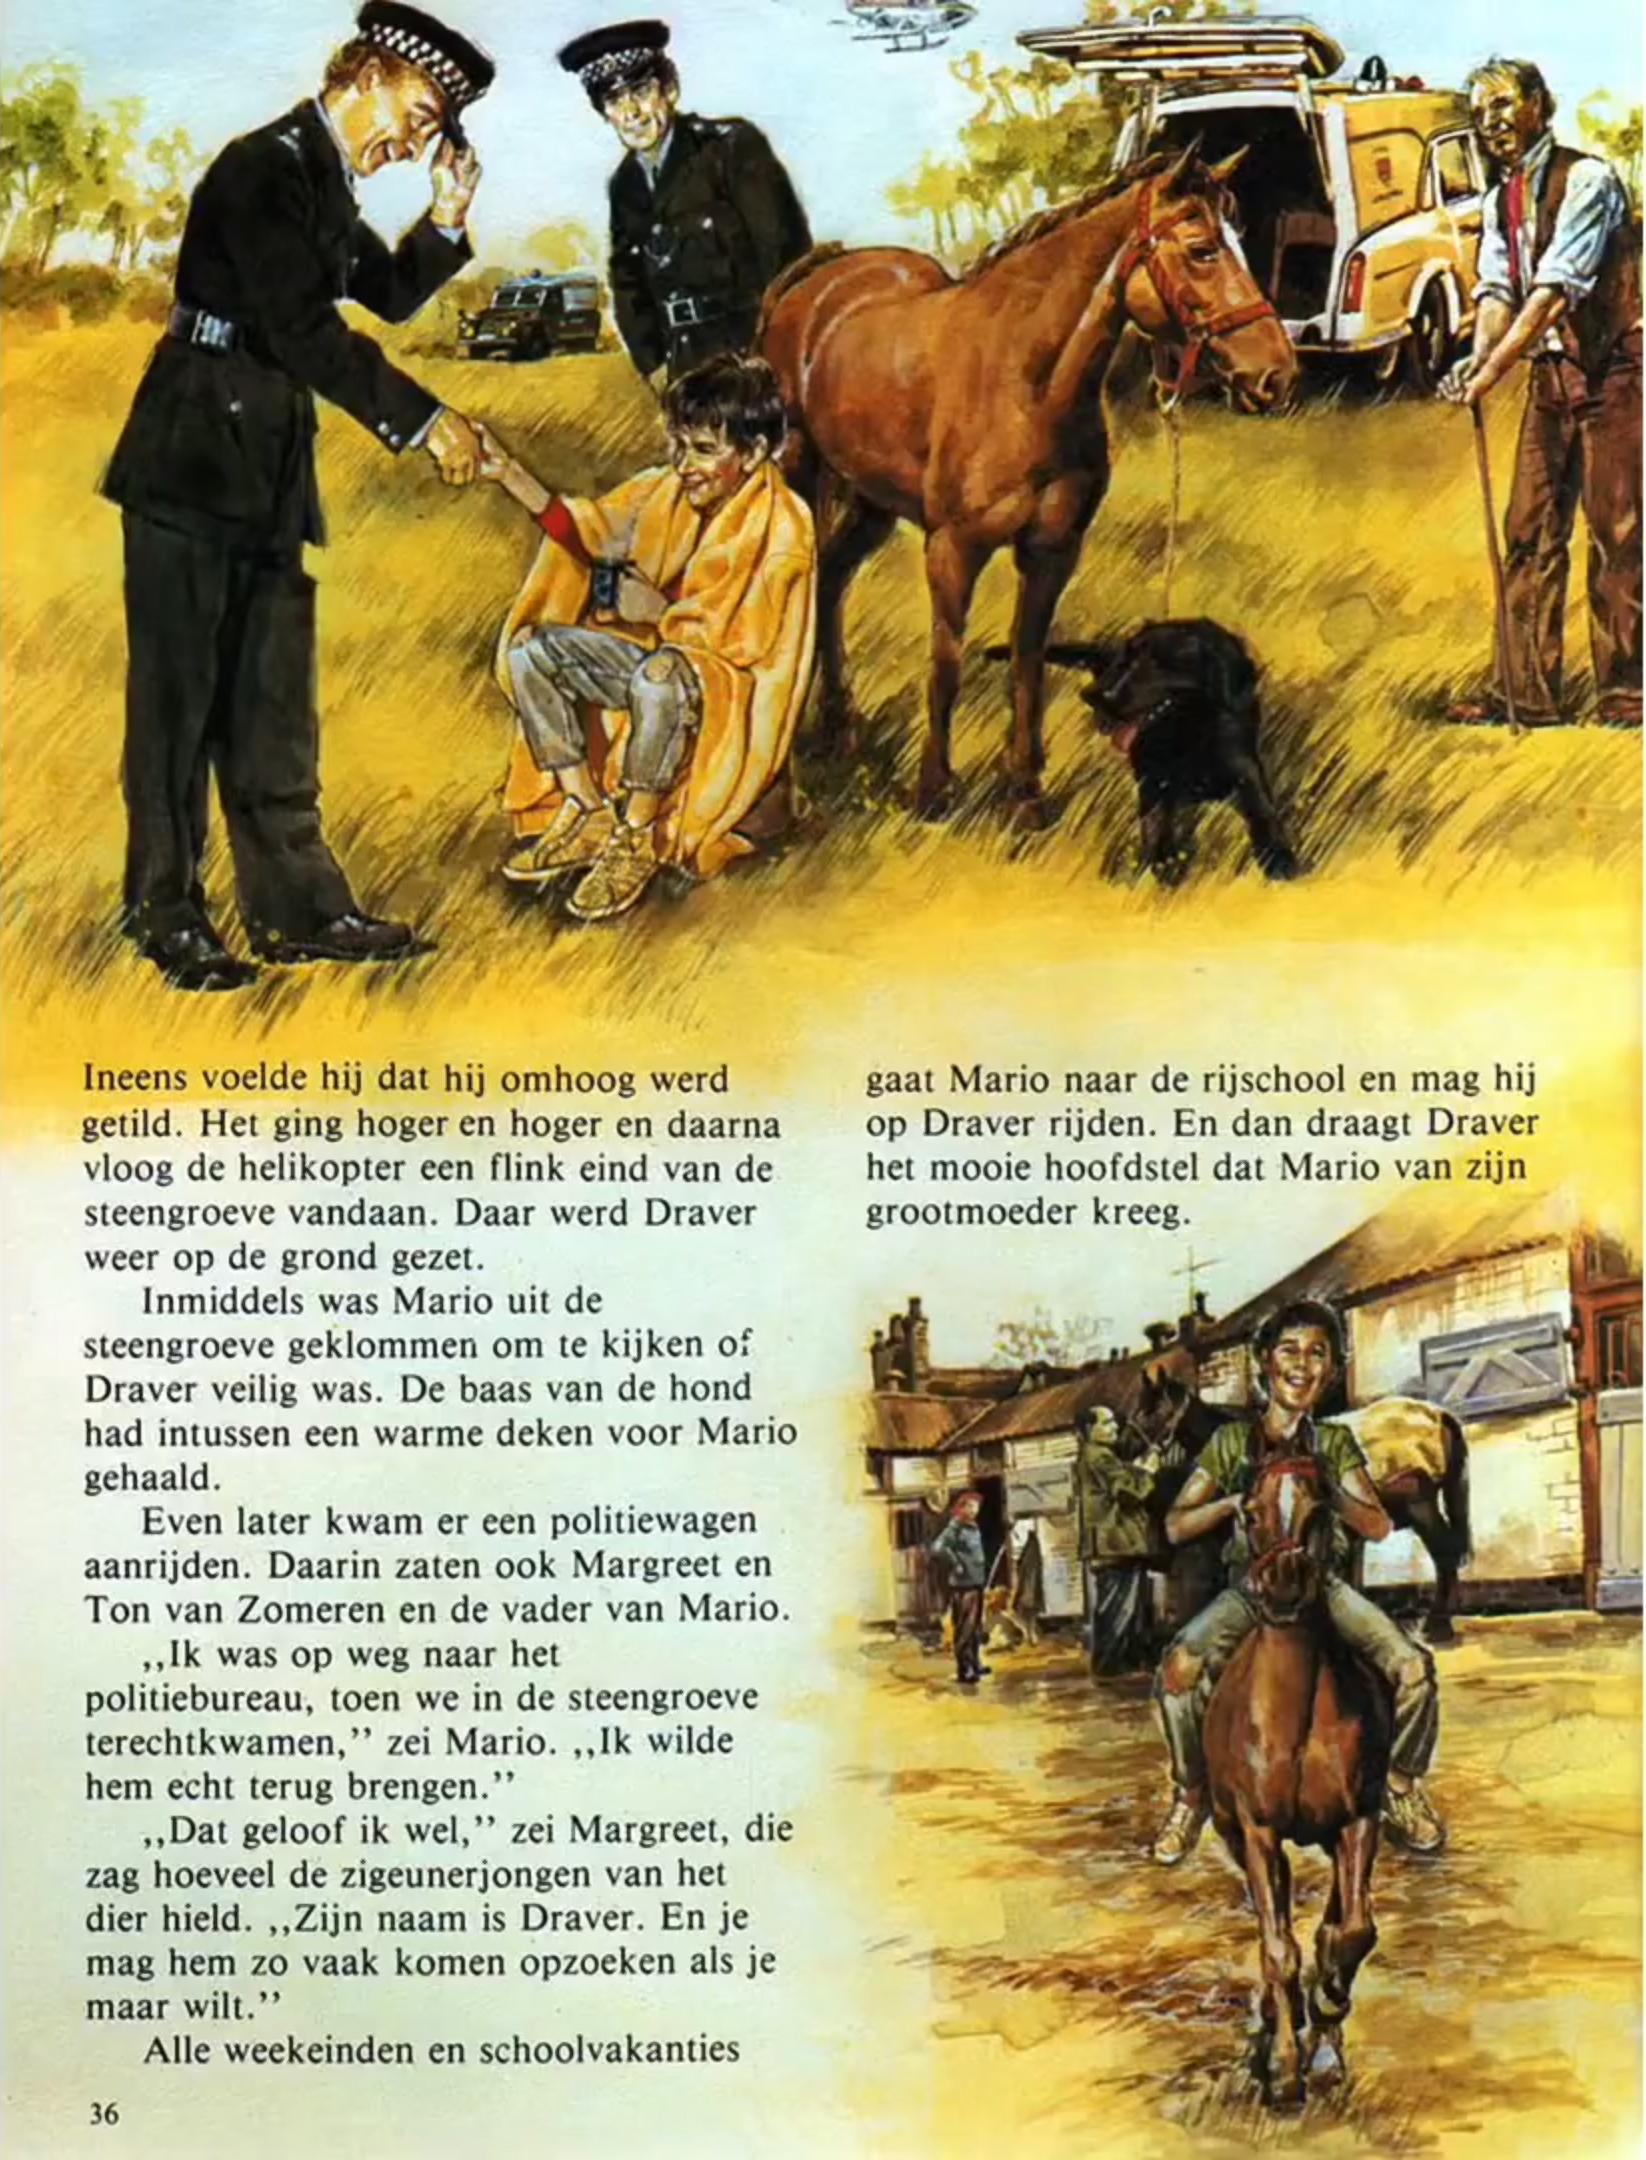 Ineens voelde hij dat hij omhoog werd
getild. Het ging hoger en hoger en daarna
vloog de helikopter een flink eind van de
steengroeve vandaan. Daar werd Draver
weer op de grond gezet.
Inmiddels was Mario uit de
steengroeve geklommen om te kijken of
Draver veilig was. De baas van de hond
had intussen een warme deken voor Mario
gehaald.
Even later kwam er een politiewagen
aanrijden. Daarin zaten ook Margreet en
Ton van Zomeren en de vader van Mario.
,,Ik was op weg naar het
politiebureau, toen we in de steengroeve
terechtkwamen,” zei Mario. ,,Ik wilde
hem echt terug brengen.”
,,Dat geloof ik wel,” zei Margreet, die
zag hoeveel de zigeunerjongen van het
dier hield. ,,Zijn naam is Draver. En je
mag hem zo vaak komen opzoeken als je
maar wilt.”
Alle weekeinden en schoolvakanties
gaat Mario naar de rijschool en mag hij
op Draver rijden. En dan draagt Draver
het mooie hoofdstel dat Mario van zijn
grootmoeder kreeg.
36